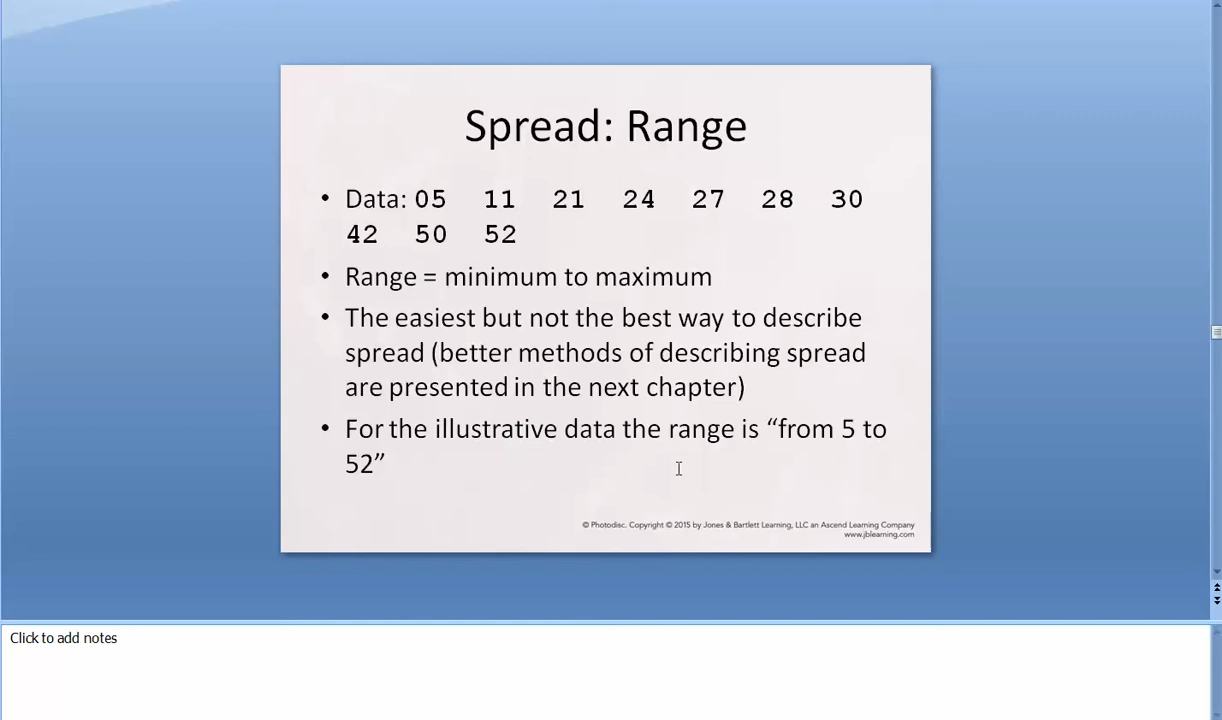 Spread: Range
• Data: 05 11 21 24 27 28 30
42 50 52
• Range = minimum to maximum
• The easiest but not the best way to describe
spread (better methods of describing spread
are presented in the next chapter)
• For the illustrative data the range is “from 5 to
52”
© Photodisc. Copyright © 2015 by Jones & Bartlett Learning, LLC an Ascend Learning Company
www.jblearning.com
Click to add notes